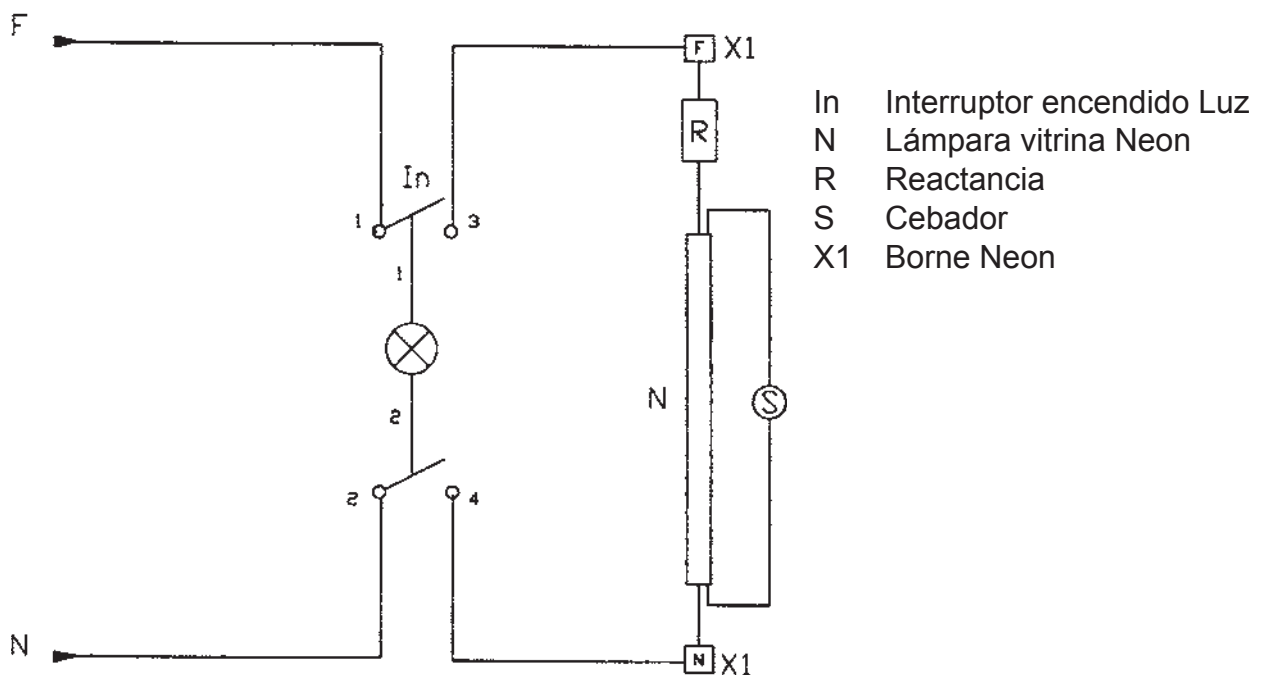 F
F X1
R
In
1 3
1
2
N S
2 4
N
N X1
In Interruptor encendido Luz
N Lámpara vitrina Neon
R Reactancia
S Cebador
X1 Borne Neon